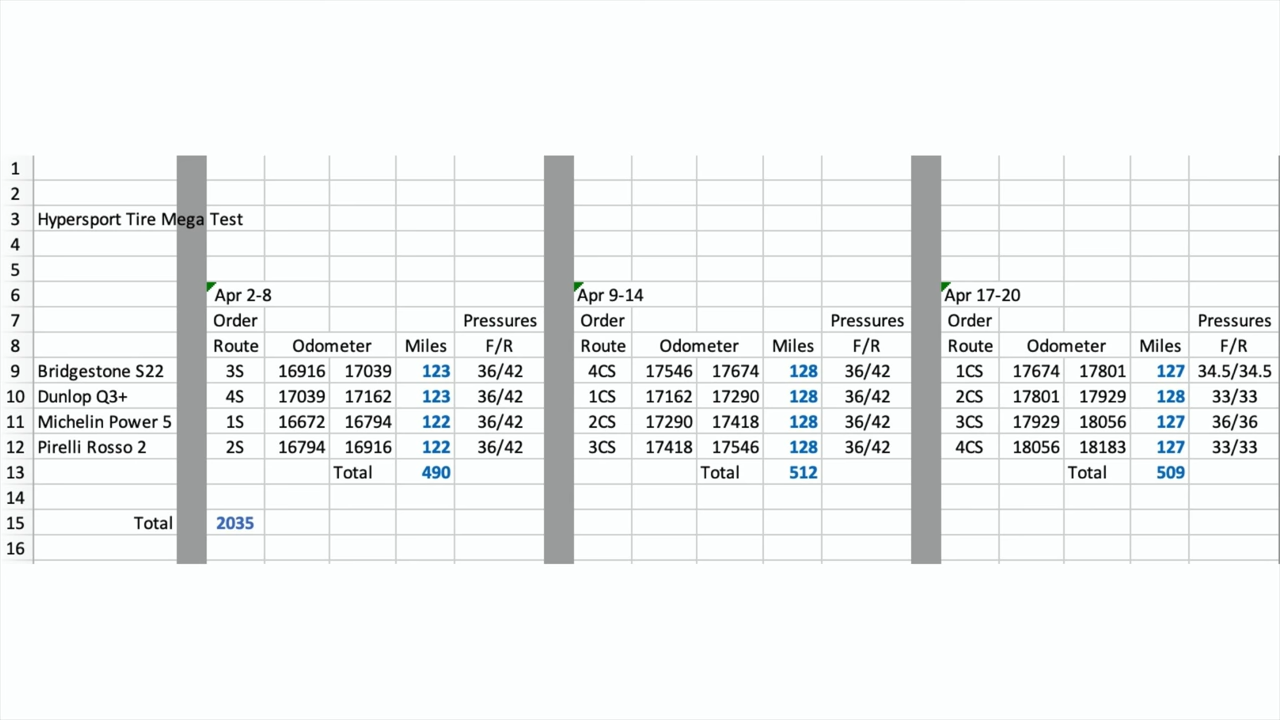 1
2
3 Hypersport Tire Mega Test
4
5
6 Apr 2-8 Apr 9-14 Apr 17-20
7 Order Pressures Order Pressures Order Pressures
8 Route Odometer Miles F/R Route Odometer Miles F/R Route Odometer Miles F/R
9 Bridgestone S22 3S 16916 17039 123 36/42 4CS 17546 17674 128 36/42 1CS 17674 17801 127 34.5/34.5
10 Dunlop Q3+ 4S 17039 17162 123 36/42 1CS 17162 17290 128 36/42 2CS 17801 17929 128 33/33
11 Michelin Power 5 1S 16672 16794 122 36/42 2CS 17290 17418 128 36/42 3CS 17929 18056 127 36/36
12 Pirelli Rosso 2 2S 16794 16916 122 36/42 3CS 17418 17546 128 36/42 4CS 18056 18183 127 33/33
13 Total 490 Total 512 Total 509
14
15 Total 2035
16